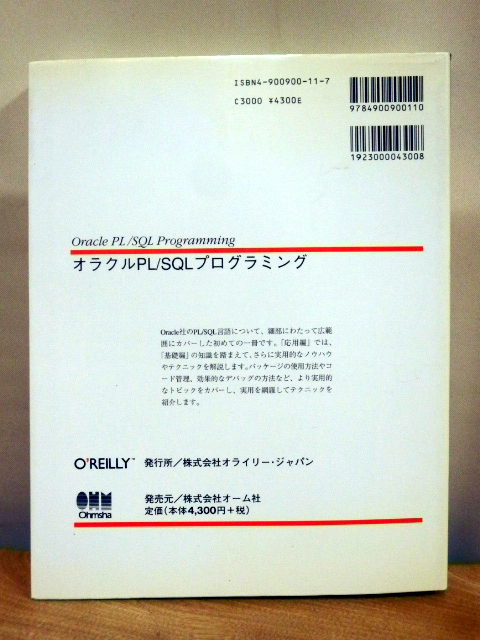 ISBN4-900900-11-7
C3000 ¥4300E
9784900900110
1923000043008
Oracle PL/SQL Programming
オラクルPL/SQLプログラミング
Oracle社のPL/SQL言語について、細部にわたって広範
囲にカバーした初めての一冊です。「応用編」では、
「基礎編」の知識を踏まえて、さらに実用的なノウハウ
やテクニックを解説します。パッケージの使用方法やコ
ード管理、効果的なデバッグの方法など、より実用的
なトピックをカバーし、実用を網羅してテクニックを
紹介します。
O'REILLY™ 発行所／株式会社オライリー・ジャパン
OHM
Ohmsha
発売元／株式会社オーム社
定価(本体4,300円+税)